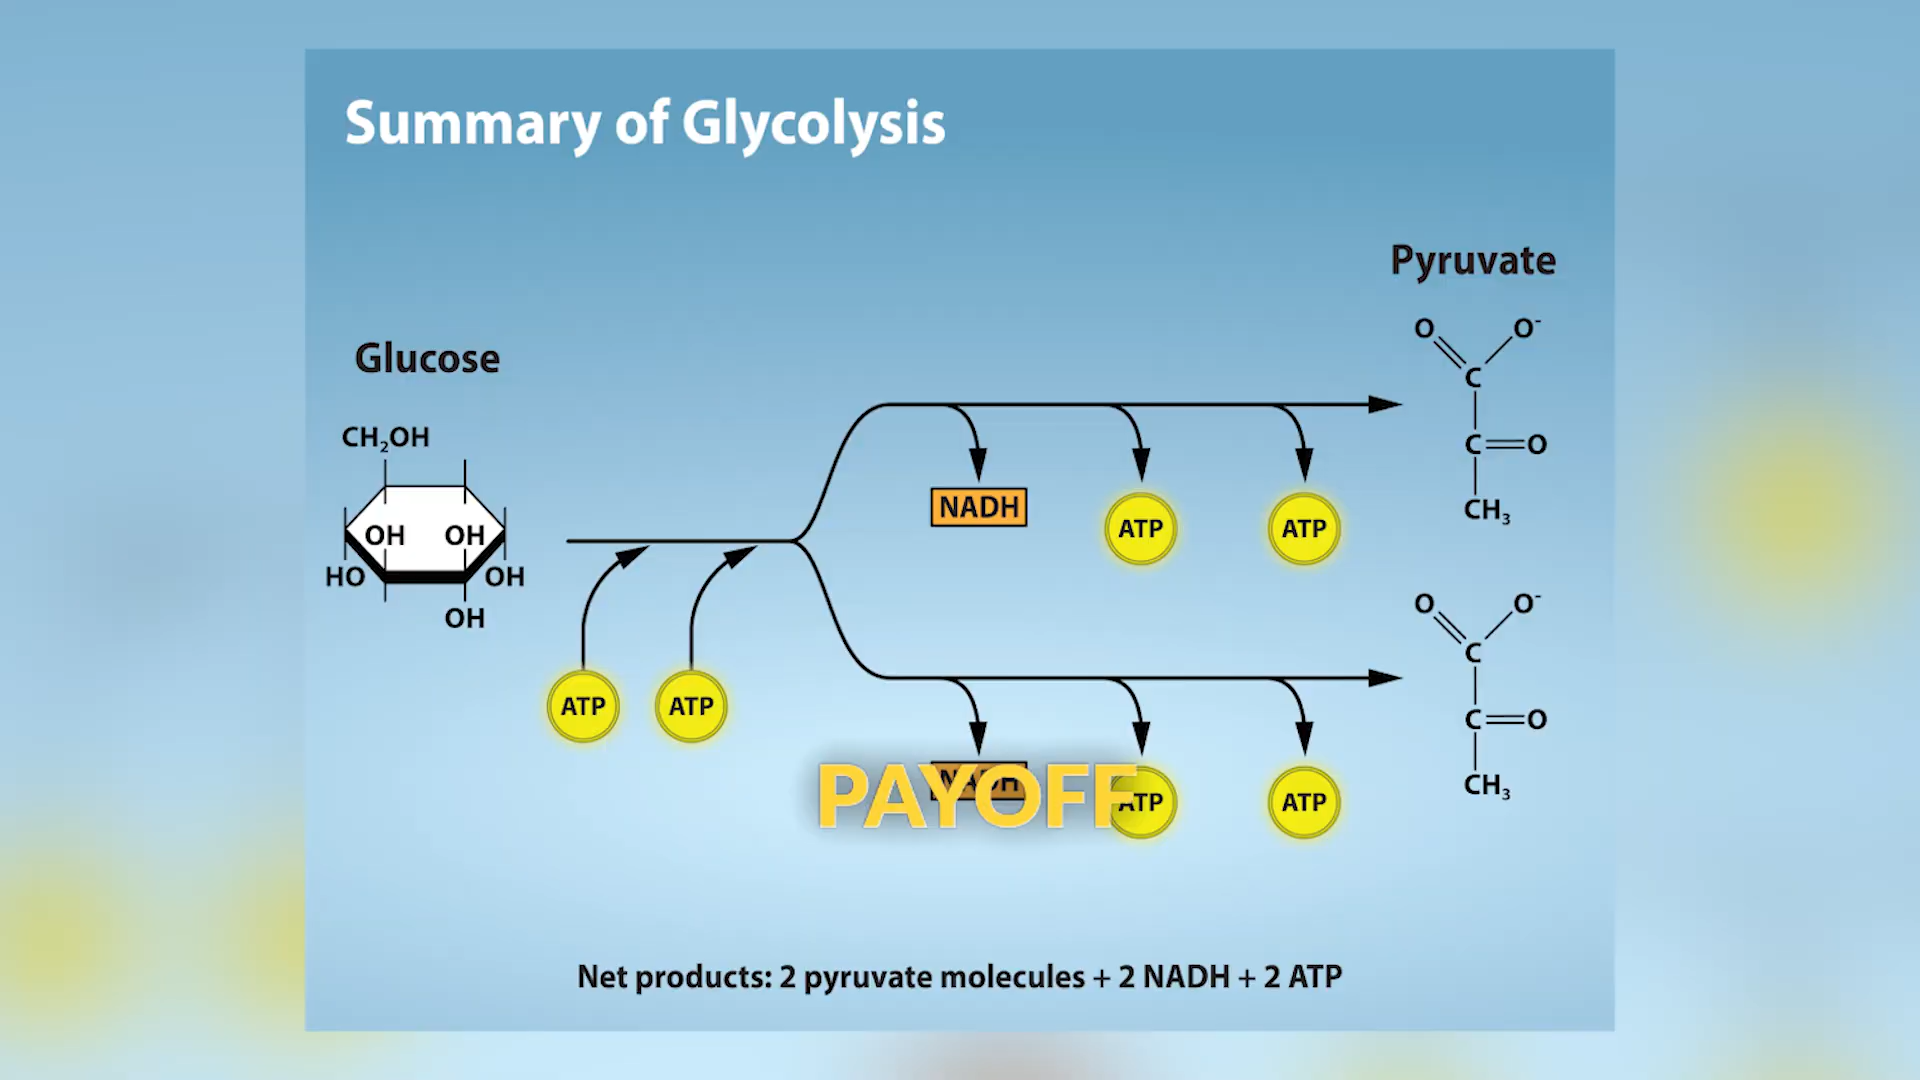 Summary of Glycolysis
Pyruvate
Glucose
O O-
C
C O
CH3
CH2OH
OH OH
HO OH
OH
NADH
ATP
ATP
ATP
ATP
O O-
C
C O
CH3
NADH
ATP
ATP
PAYOFF
Net products: 2 pyruvate molecules + 2 NADH + 2 ATP